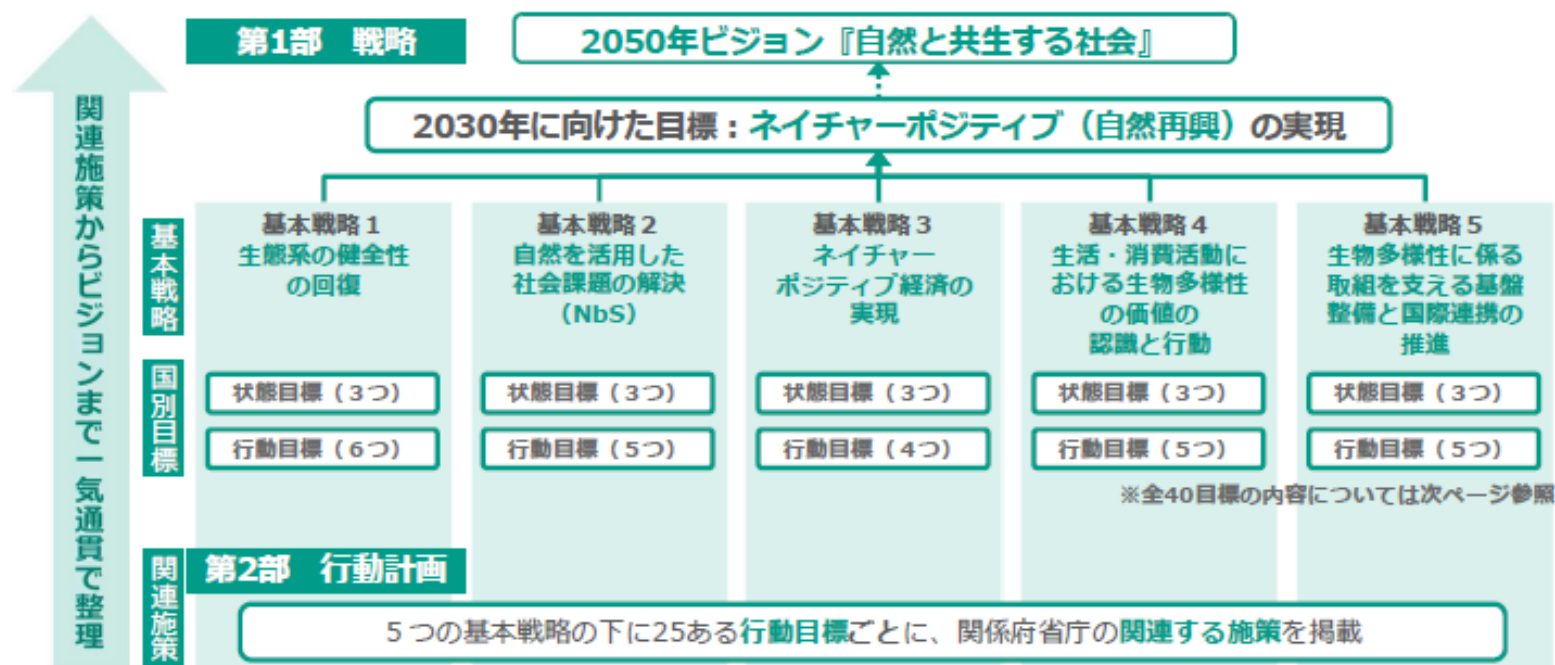 第1部 戦略
2050年ビジョン『自然と共生する社会』
2030年に向けた目標：ネイチャーポジティブ（自然再興）の実現
関連施策からビジョンまで一気通貫で整理
基本戦略
基本戦略１
生態系の健全性
の回復
基本戦略２
自然を活用した
社会課題の解決
（NbS）
基本戦略３
ネイチャー
ポジティブ経済の
実現
基本戦略４
生活・消費活動に
おける生物多様性
の価値の
認識と行動
基本戦略５
生物多様性に係る
取組を支える基盤
整備と国際連携の
推進
国別目標
状態目標（３つ）
状態目標（３つ）
状態目標（３つ）
状態目標（３つ）
状態目標（３つ）
行動目標（６つ）
行動目標（５つ）
行動目標（４つ）
行動目標（５つ）
行動目標（５つ）
※全40目標の内容については次ページ参照
関連施策
第2部 行動計画
５つの基本戦略の下に25ある行動目標ごとに、関係府省庁の関連する施策を掲載